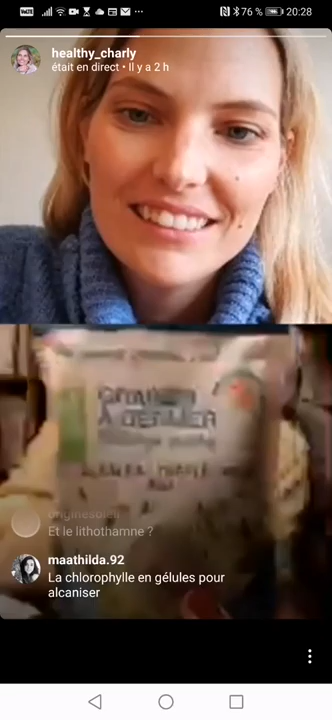 76 %
20:28
healthy_charly
était en direct • Il y a 2 h
À GERMER
Et le lithothamne ?
maathilda.92
La chlorophylle en gélules pour
alcaniser